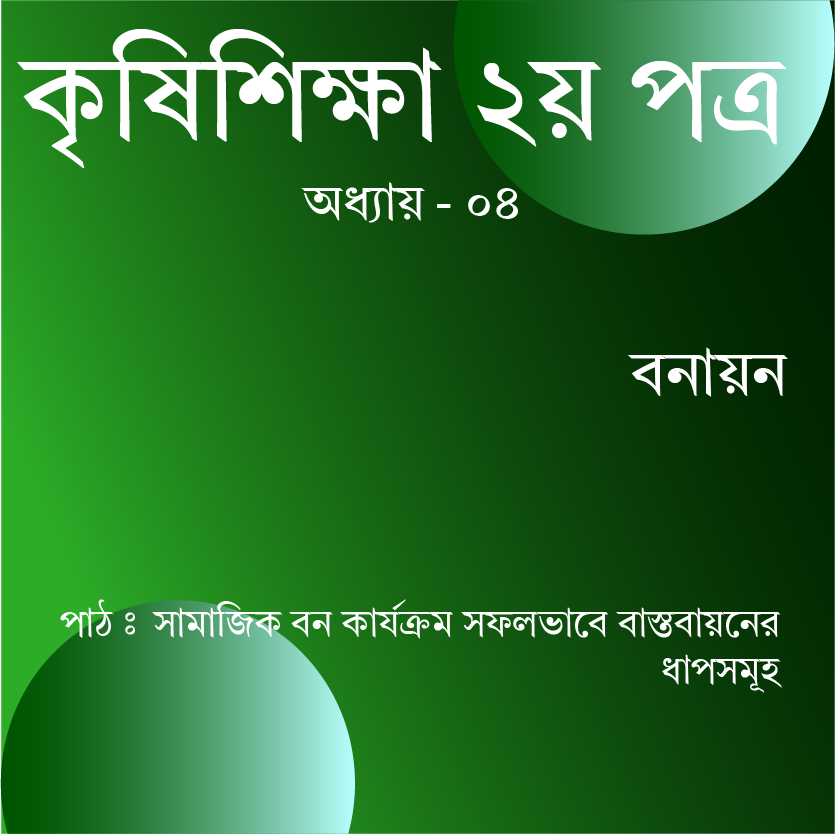 কৃষিশিক্ষা ২য় পত্র
অধ্যায় - ০৪
বনায়ন
পাঠ ঃ সামাজিক বন কার্যক্রম সফলভাবে বাস্তবায়নের
ধাপসমূহ